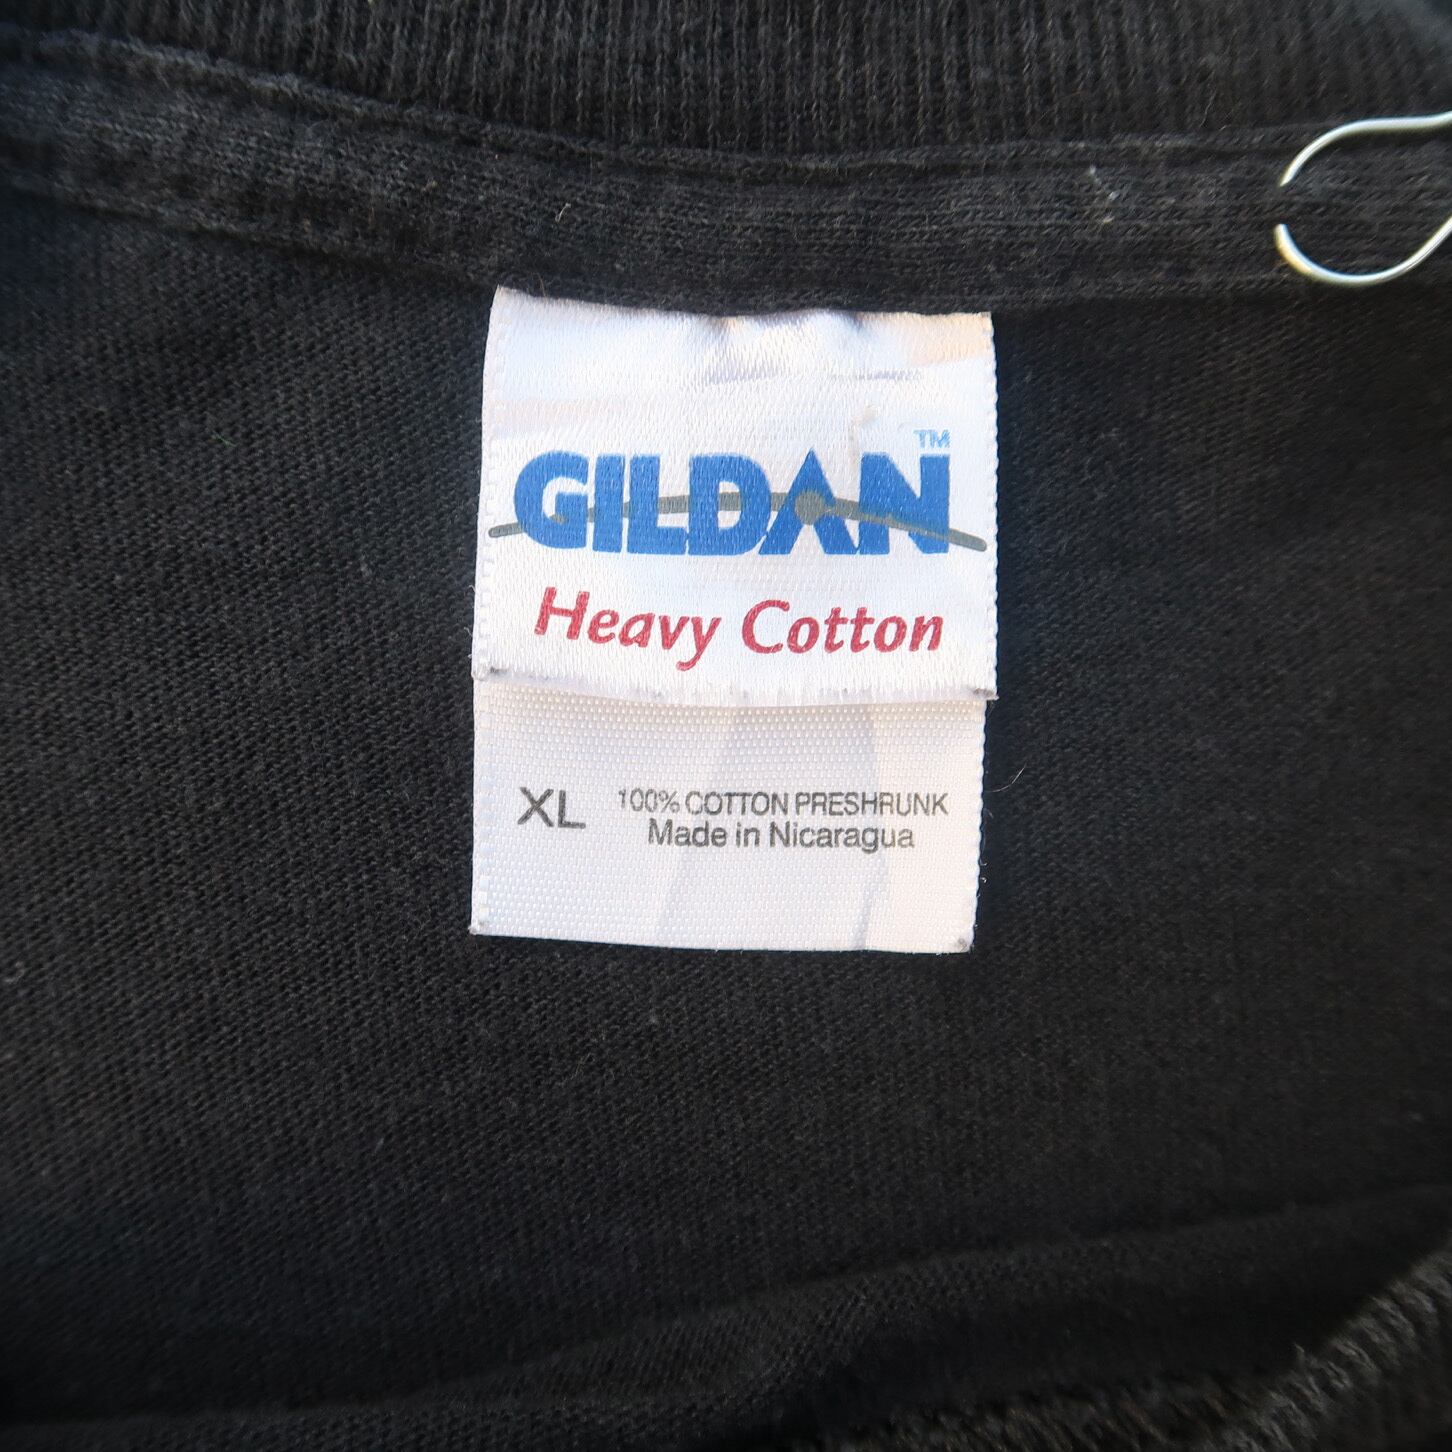 GILDAN™
Heavy Cotton
XL 100% COTTON PRESHRUNK
Made in Nicaragua